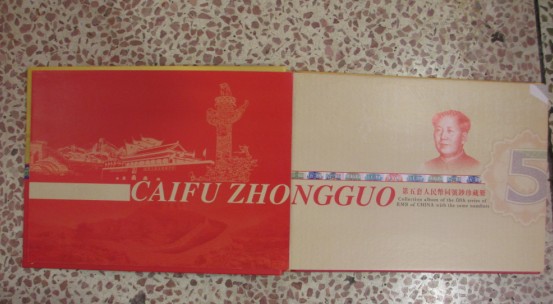 CAIFU ZHONGGUO
第五套人民币同号钞珍藏册
Collection album of the fifth series of
RMB of CHINA with the same numbers
5